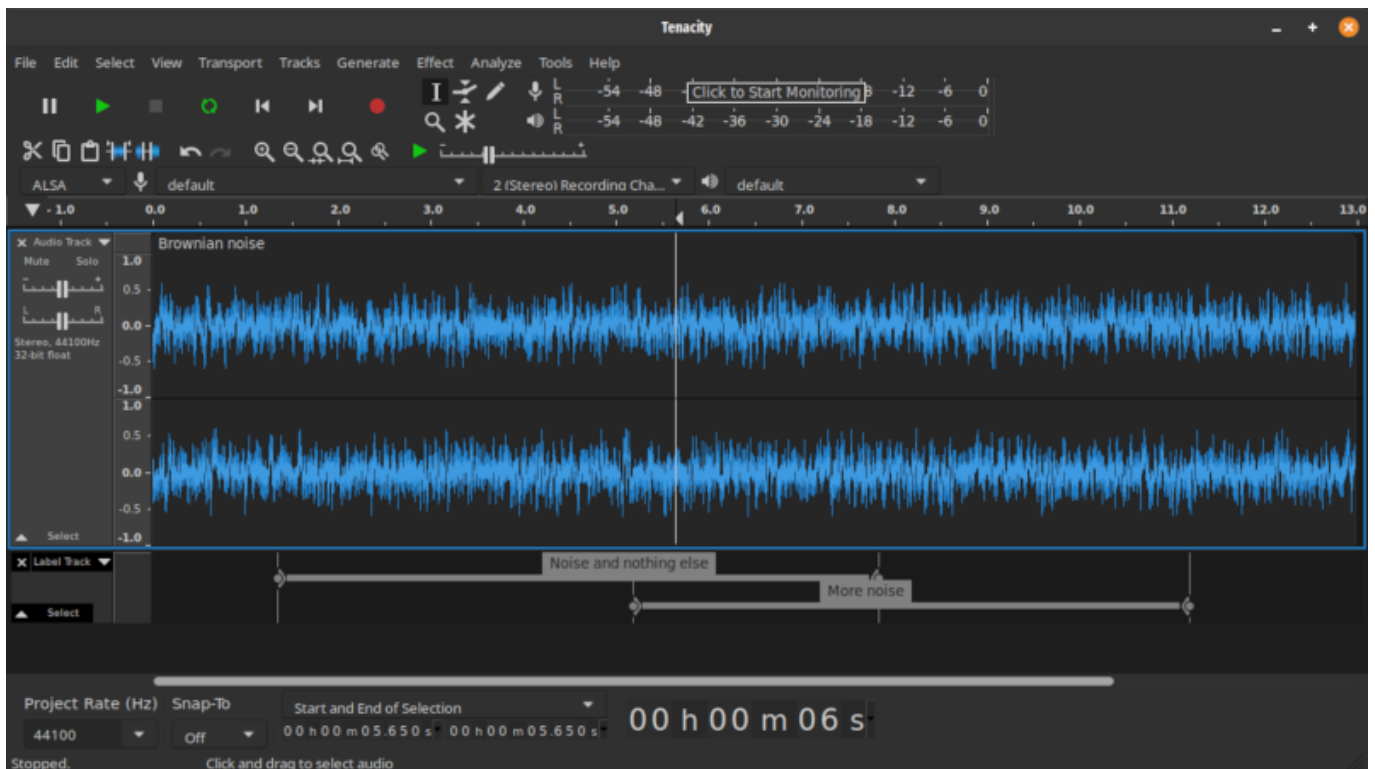 Tenacity
File Edit Select View Transport Tracks Generate Effect Analyze Tools Help
L
R
-54 -48 Click to Start Monitoring -12 -6 0
L
R
-54 -48 -42 -36 -30 -24 -18 -12 -6 0
ALSA default 2 (Stereo) Recording Cha... default
-1.0 0.0 1.0 2.0 3.0 4.0 5.0 6.0 7.0 8.0 9.0 10.0 11.0 12.0 13.0
Audio Track Brownian noise
Mute Solo 1.0
- + 0.5
L R 0.0
Stereo, 44100Hz
32-bit float -0.5
-1.0
1.0
0.5
0.0
-0.5
Select -1.0
Label Track Noise and nothing else
More noise
Select
Project Rate (Hz) Snap-To Start and End of Selection
44100 Off 00 h 00 m 05.650 s 00 h 00 m 05.650 s 00 h 00 m 06 s
Stopped. Click and drag to select audio